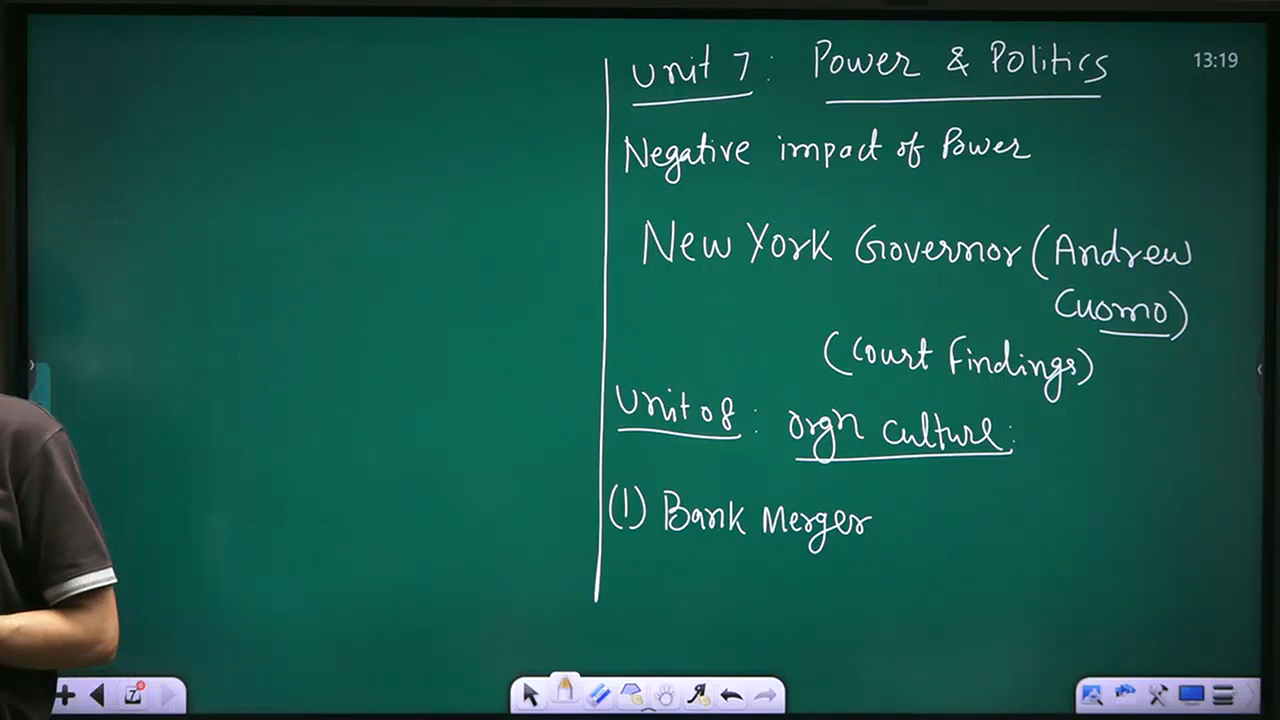 Unit 7: Power & Politics
13:19
Negative impact of Power
New York Governor (Andrew
Cuomo)
(Court Findings)
Unit 08: Orgn Culture:
(1) Bank Merger